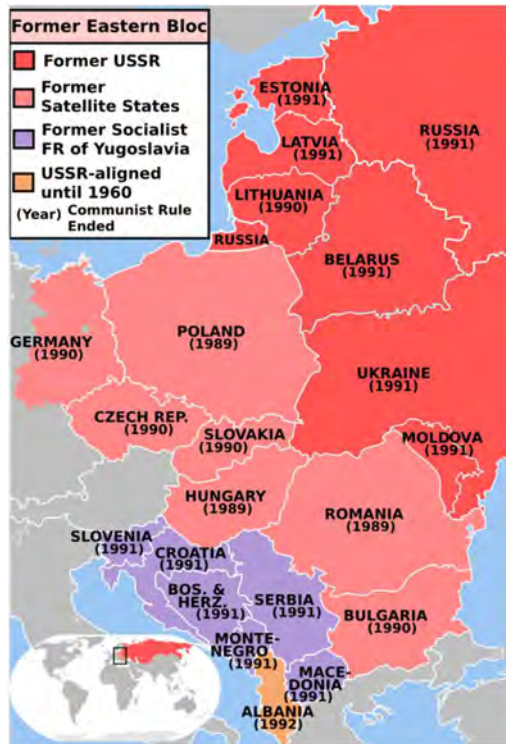 Former Eastern Bloc
Former USSR
Former
Satellite States
Former Socialist
FR of Yugoslavia
USSR-aligned
until 1960
(Year) Communist Rule
Ended
ESTONIA
(1991)
RUSSIA
(1991)
LATVIA
(1991)
LITHUANIA
(1990)
RUSSIA
BELARUS
(1991)
GERMANY
(1990)
POLAND
(1989)
UKRAINE
(1991)
CZECH REP.
(1990)
SLOVAKIA
(1990)
MOLDOVA
(1991)
HUNGARY
(1989)
ROMANIA
(1989)
SLOVENIA
(1991)
CROATIA
(1991)
BOS. &
HERZ.
(1991)
SERBIA
(1991)
BULGARIA
(1990)
MONTE-
NEGRO
(1991)
MACE-
DONIA
(1991)
ALBANIA
(1992)